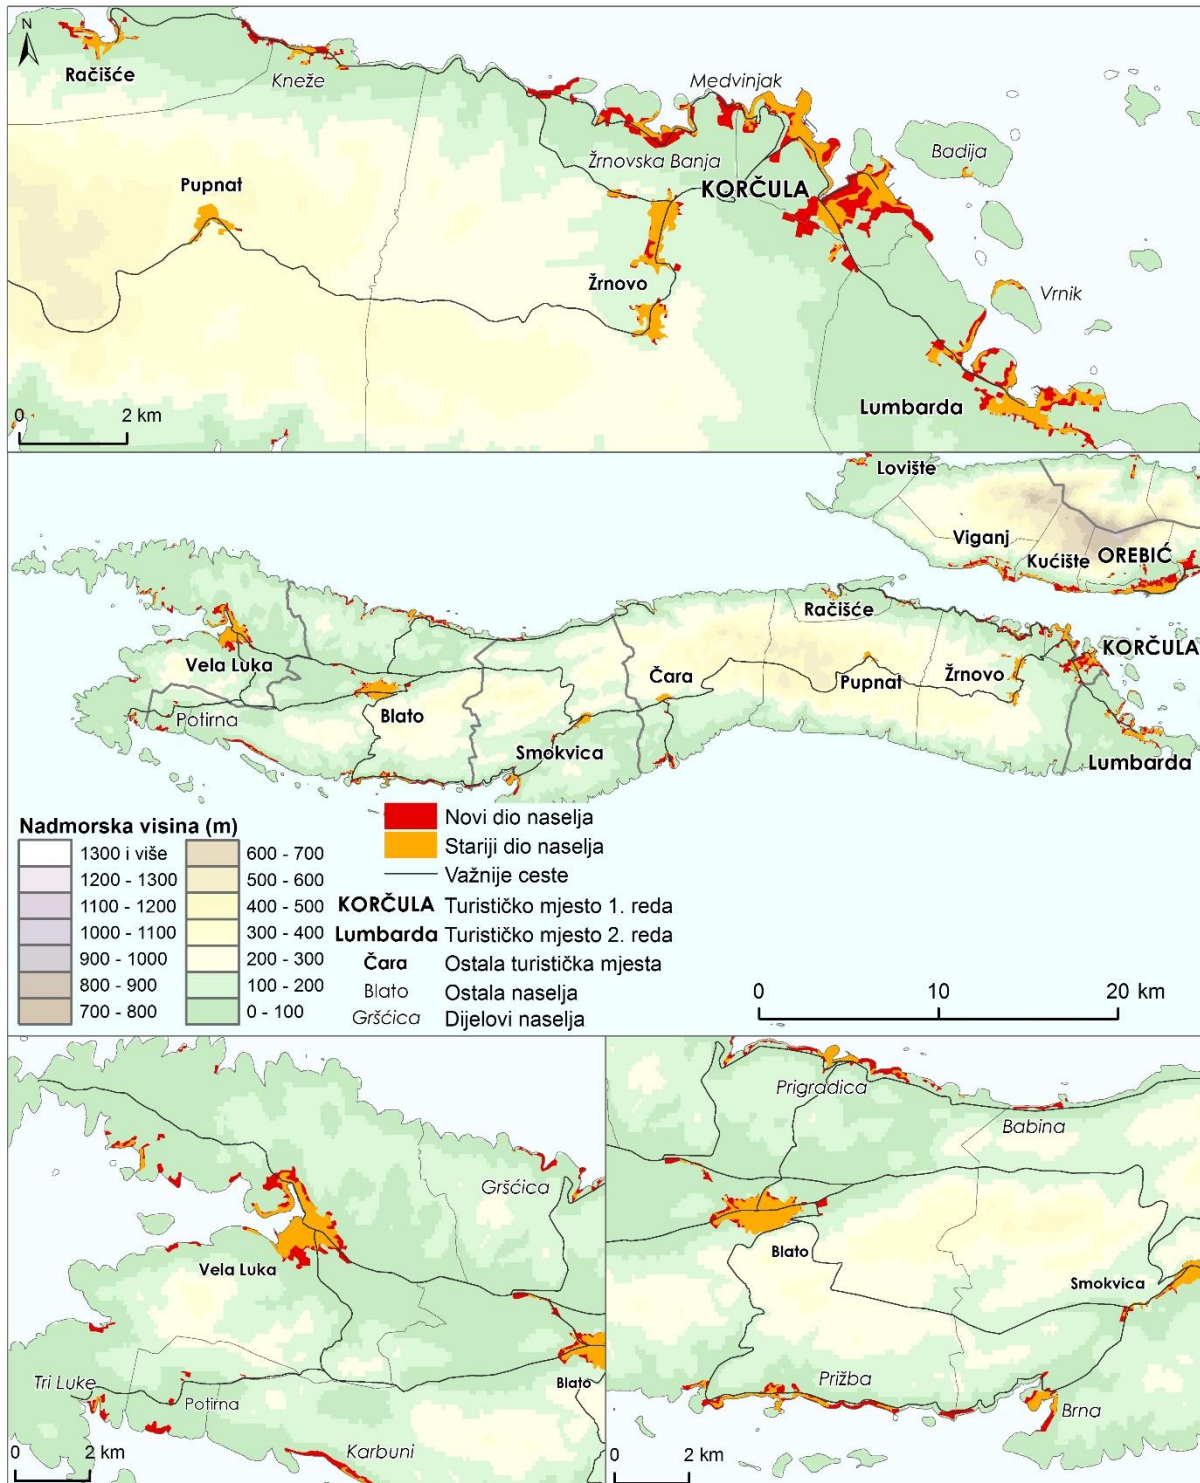 N
Račišće
Kneže
Medvinjak
Žrnovska Banja
Badija
Pupnat
KORČULA
Žrnovo
Vrnik
Lumbarda
0 2 km
Lovište
Viganj
Kućište
OREBIĆ
Račišće
KORČULA
Vela Luka
Čara
Pupnat
Žrnovo
Potirna
Blato
Smokvica
Lumbarda
Nadmorska visina (m)
1300 i više
1200 - 1300
1100 - 1200
1000 - 1100
900 - 1000
800 - 900
700 - 800
600 - 700
500 - 600
400 - 500
300 - 400
200 - 300
100 - 200
0 - 100
Novi dio naselja
Stariji dio naselja
Važnije ceste
KORČULA Turističko mjesto 1. reda
Lumbarda Turističko mjesto 2. reda
Čara Ostala turistička mjesta
Blato Ostala naselja
Gršćica Dijelovi naselja
0 10 20 km
Gršćica
Vela Luka
Blato
Tri Luke
Potirna
Karbuni
0 2 km
Prigradica
Babina
Blato
Smokvica
Prižba
Brna
0 2 km